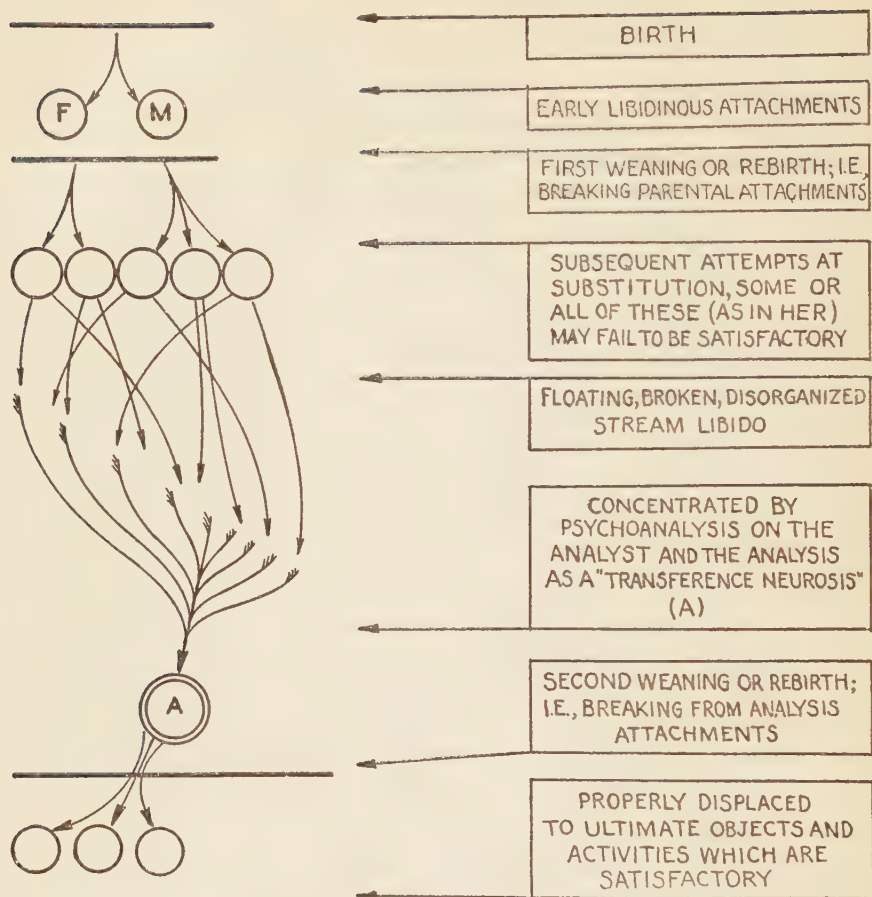 BIRTH
F
M
EARLY LIBIDINOUS ATTACHMENTS
FIRST WEANING OR REBIRTH; I.E.,
BREAKING PARENTAL ATTACHMENTS
SUBSEQUENT ATTEMPTS AT
SUBSTITUTION, SOME OR
ALL OF THESE (AS IN HER)
MAY FAIL TO BE SATISFACTORY
FLOATING, BROKEN, DISORGANIZED
STREAM LIBIDO
CONCENTRATED BY
PSYCHOANALYSIS ON THE
ANALYST AND THE ANALYSIS
AS A "TRANSFERENCE NEUROSIS"
(A)
A
SECOND WEANING OR REBIRTH;
I.E., BREAKING FROM ANALYSIS
ATTACHMENTS
PROPERLY DISPLACED
TO ULTIMATE OBJECTS AND
ACTIVITIES WHICH ARE
SATISFACTORY